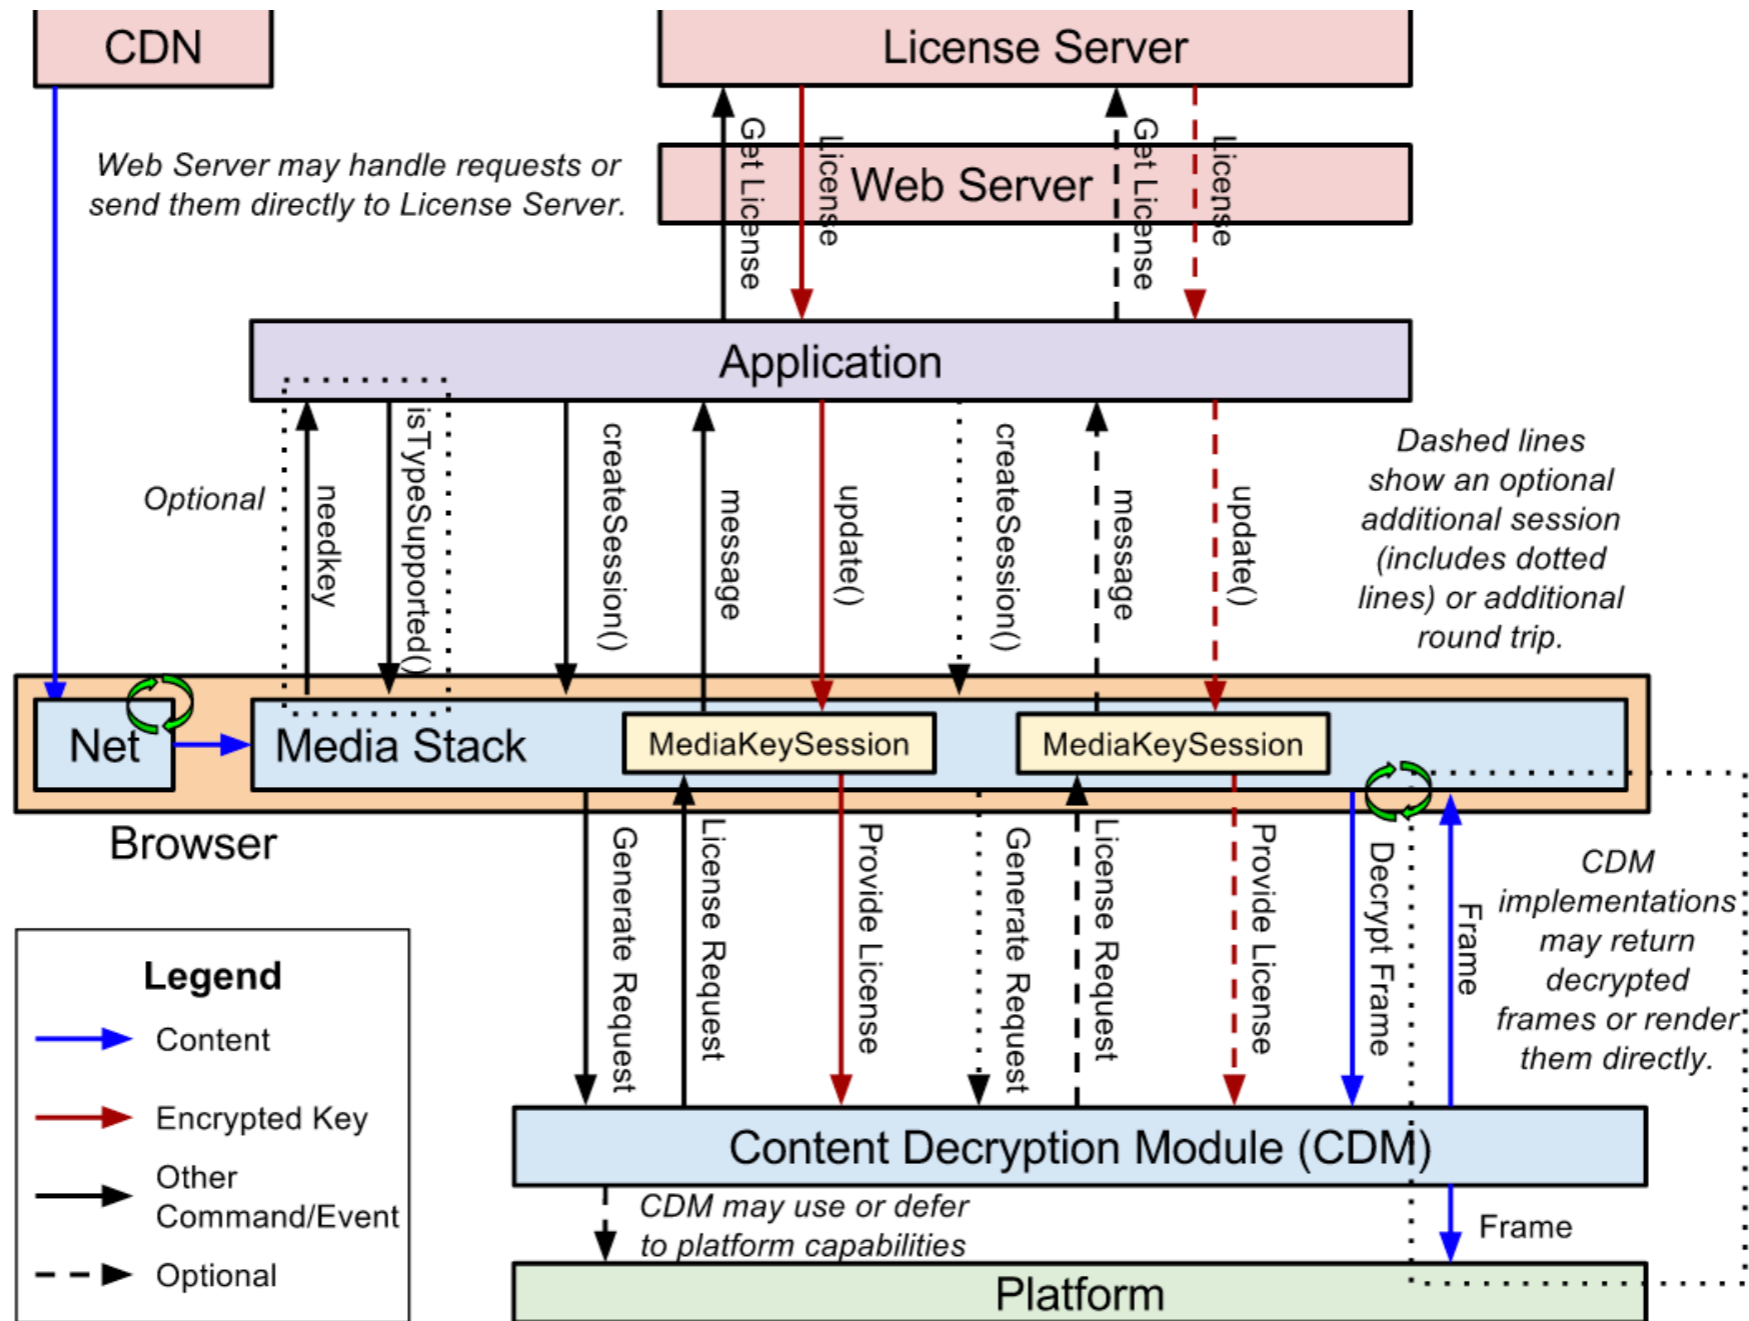 CDN
License Server
Get License
License
Get License
License
Web Server may handle requests or
send them directly to License Server.
Web Server
Application
Optional
needkey
isTypeSupported()
createSession()
message
update()
createSession()
message
update()
Dashed lines
show an optional
additional session
(includes dotted
lines) or additional
round trip.
Net
Media Stack
MediaKeySession
MediaKeySession
Browser
Generate Request
License Request
Provide License
Generate Request
License Request
Provide License
Decrypt Frame
Frame
CDM
implementations
may return
decrypted
frames or render
them directly.
Legend
Content
Encrypted Key
Other
Command/Event
Optional
Content Decryption Module (CDM)
CDM may use or defer
to platform capabilities
Frame
Platform